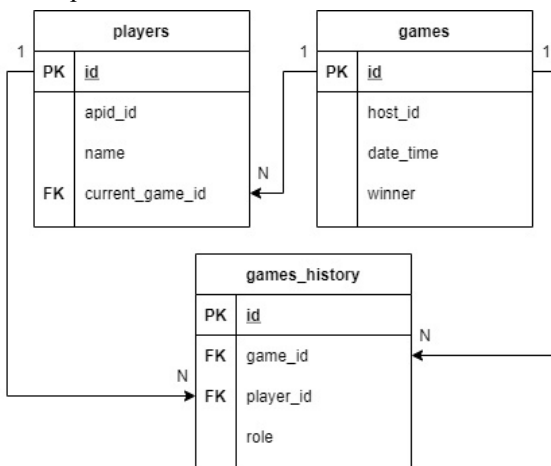 players
1
PK id
apid_id
name
FK current_game_id
games
1
1
PK id
host_id
date_time
winner
N
games_history
PK id
FK game_id
FK player_id
role
N
N